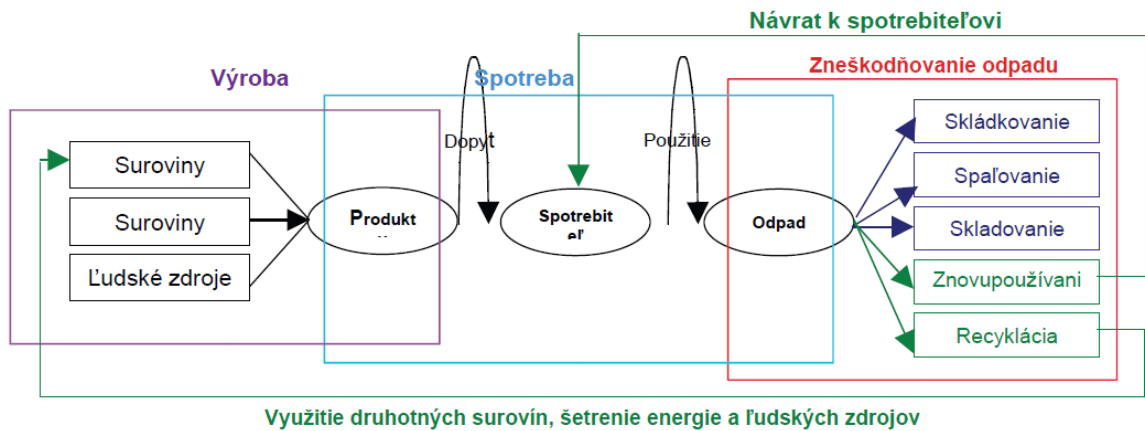 Návrat k spotrebiteľovi
Zneškodňovanie odpadu
Výroba
Spotreba
Skládkovanie
Dopyt
Použitie
Suroviny
Spaľovanie
Suroviny
Produkt
Spotrebit
eľ
Odpad
Skladovanie
Ľudské zdroje
Znovupoužívani
Recyklácia
Využitie druhotných surovín, šetrenie energie a ľudských zdrojov